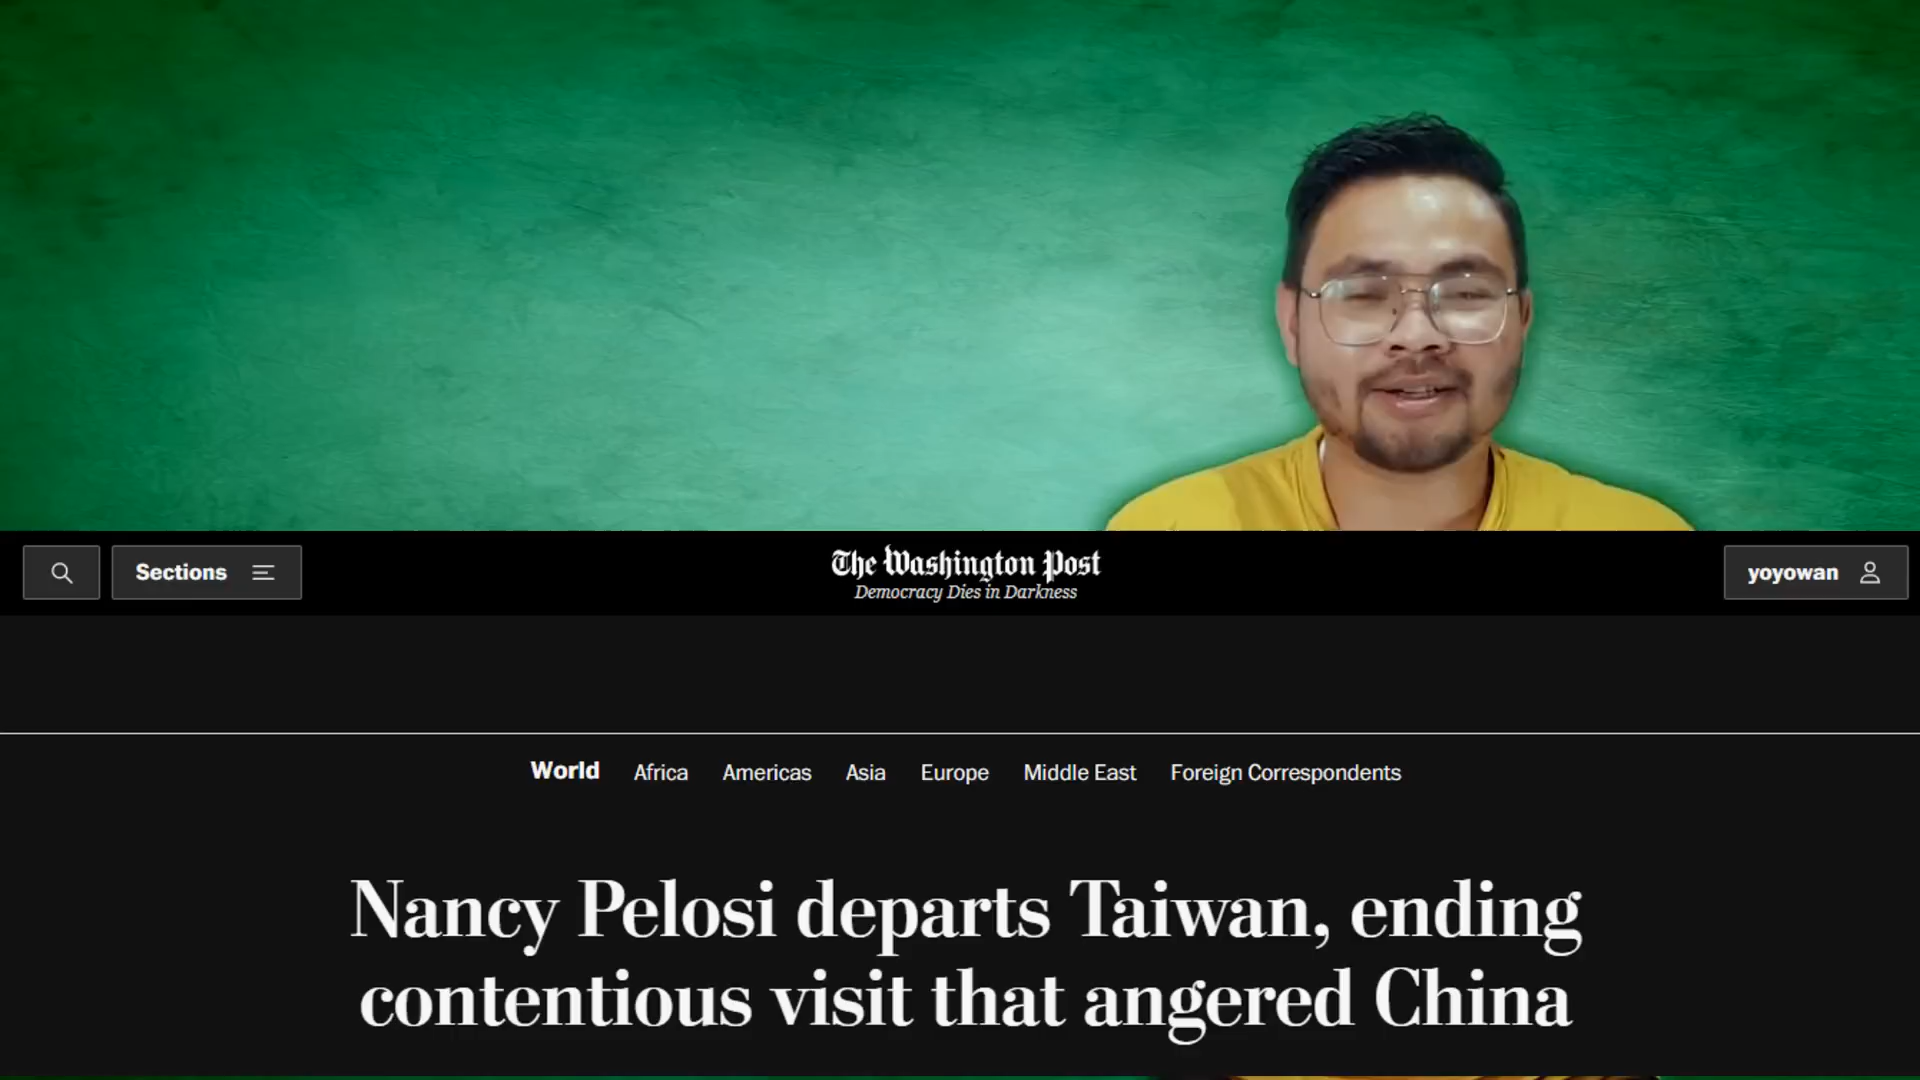 Sections
The Washington Post
Democracy Dies in Darkness
yoyowan
World Africa Americas Asia Europe Middle East Foreign Correspondents
Nancy Pelosi departs Taiwan, ending
contentious visit that angered China